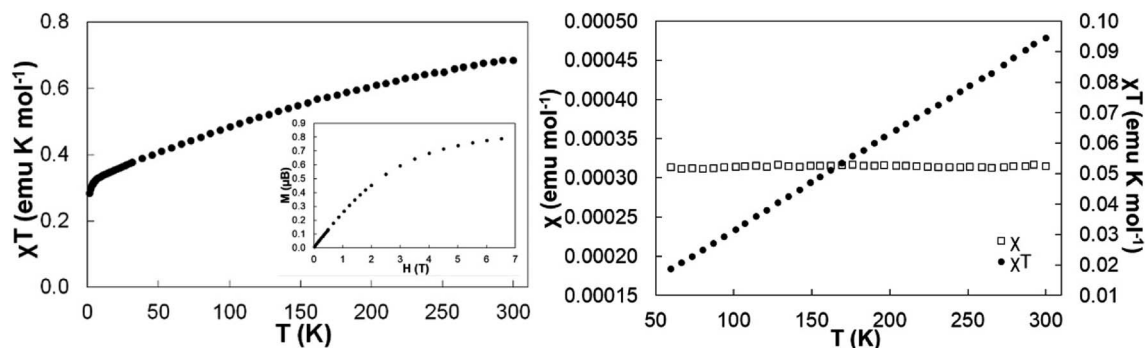 0.8
0.6
0.4
0.2
0.0
χT (emu K mol⁻¹)
0 50 100 150 200 250 300
T (K)
0.9
0.8
0.7
0.6
0.5
0.4
0.3
0.2
0.1
0.0
M (μB)
0 1 2 3 4 5 6 7
H (T)
0.00050
0.00045
0.00040
0.00035
0.00030
0.00025
0.00020
0.00015
χ (emu mol⁻¹)
50 100 150 200 250 300
T (K)
χ
χT
0.10
0.09
0.08
0.07
0.06
0.05
0.04
0.03
0.02
0.01
χT (emu K mol⁻¹)